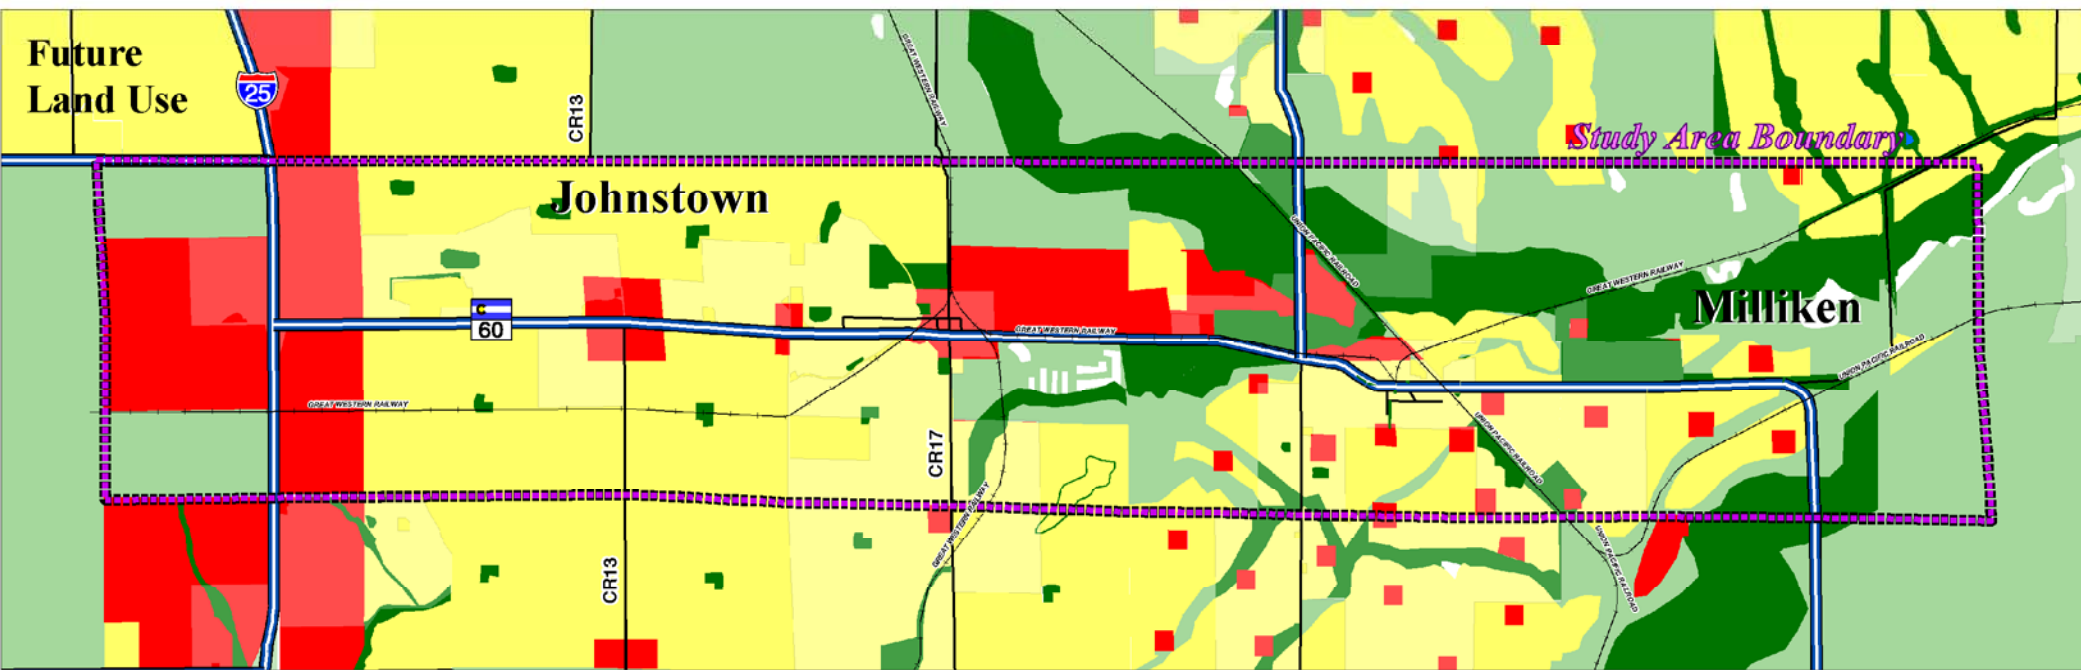 Future
Land Use
25
CR13
GREAT WESTERN RAILWAY
Study Area Boundary
Johnstown
UNION PACIFIC RAILROAD
GREAT WESTERN RAILWAY
Milliken
C
60
GREAT WESTERN RAILWAY
UNION PACIFIC RAILROAD
GREAT WESTERN RAILWAY
CR17
UNION PACIFIC RAILROAD
GREAT WESTERN RAILWAY
CR13
UNION PACIFIC RAILROAD